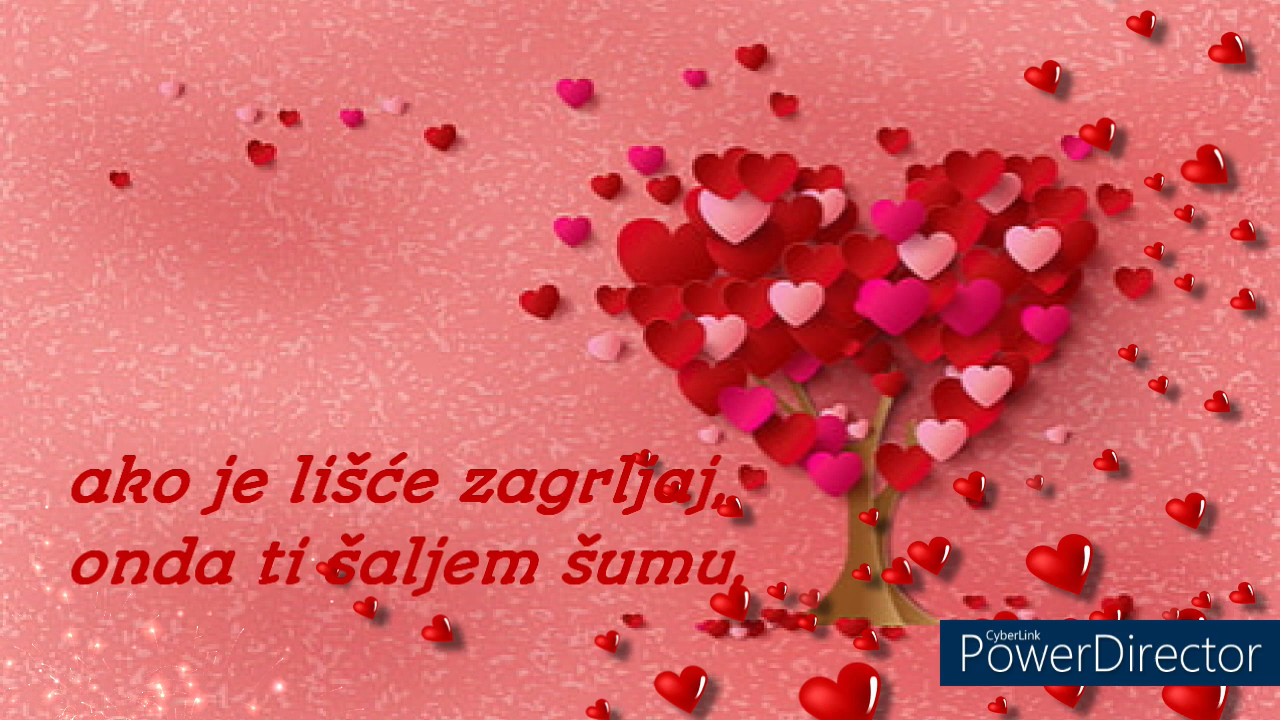 ako je lišće zagrljaj,
onda ti šaljem šumu.
CyberLink
PowerDirector